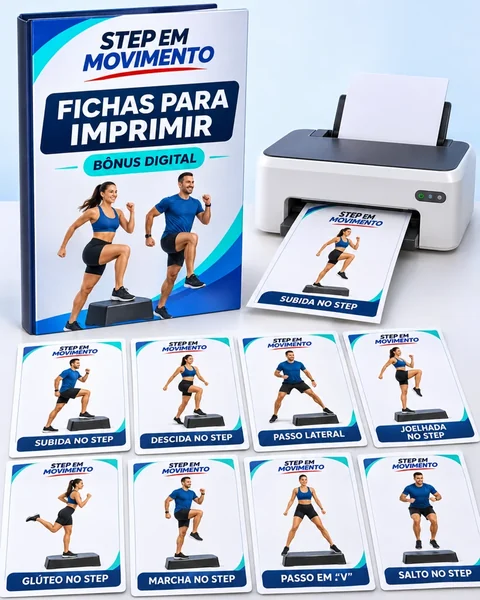 STEP EM
MOVIMENTO
FICHAS PARA
IMPRIMIR
BÔNUS DIGITAL
STEP EM
MOVIMENTO
SUBIDA NO STEP
STEP EM
MOVIMENTO
SUBIDA NO STEP
STEP EM
MOVIMENTO
DESCIDA NO STEP
STEP EM
MOVIMENTO
PASSO LATERAL
STEP EM
MOVIMENTO
JOELHADA
NO STEP
STEP EM
MOVIMENTO
GLÚTEO NO STEP
STEP EM
MOVIMENTO
MARCHA NO STEP
STEP EM
MOVIMENTO
PASSO EM "V"
STEP EM
MOVIMENTO
SALTO NO STEP